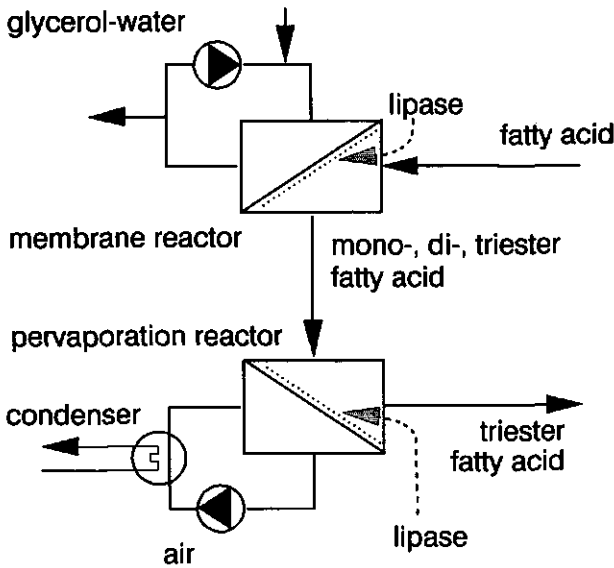 glycerol-water
lipase
fatty acid
membrane reactor
mono-, di-, triester
fatty acid
pervaporation reactor
condenser
triester
fatty acid
lipase
air